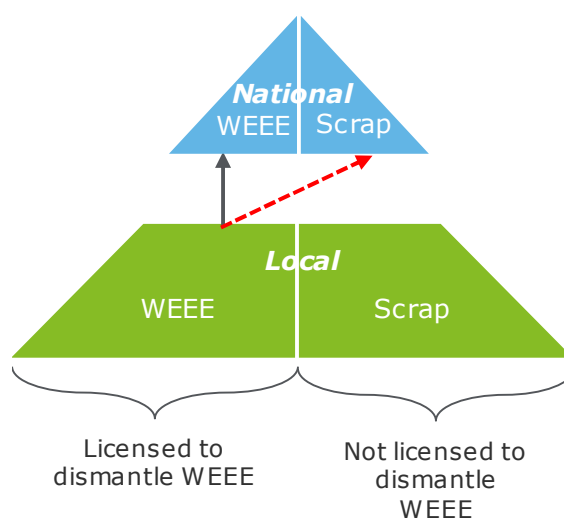 National
WEEE Scrap
Local
WEEE Scrap
Licensed to
dismantle WEEE
Not licensed to
dismantle
WEEE